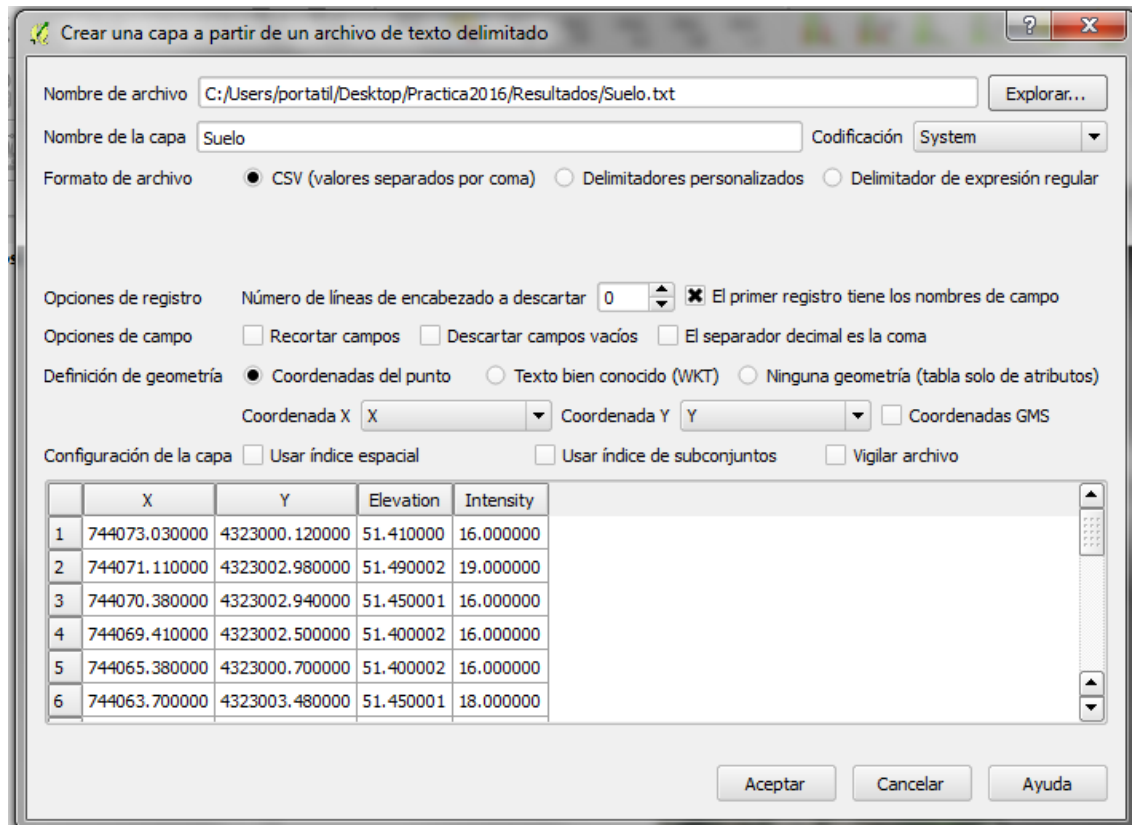 Crear una capa a partir de un archivo de texto delimitado
Nombre de archivo C:/Users/portatil/Desktop/Practica2016/Resultados/Suelo.txt Explorar...
Nombre de la capa Suelo Codificación System
Formato de archivo CSV (valores separados por coma) Delimitadores personalizados Delimitador de expresión regular
Opciones de registro Número de líneas de encabezado a descartar 0 El primer registro tiene los nombres de campo
Opciones de campo Recortar campos Descartar campos vacíos El separador decimal es la coma
Definición de geometría Coordenadas del punto Texto bien conocido (WKT) Ninguna geometría (tabla solo de atributos)
Coordenada X X Coordenada Y Y Coordenadas GMS
Configuración de la capa Usar índice espacial Usar índice de subconjuntos Vigilar archivo
X Y Elevation Intensity
1 744073.030000 4323000.120000 51.410000 16.000000
2 744071.110000 4323002.980000 51.490002 19.000000
3 744070.380000 4323002.940000 51.450001 16.000000
4 744069.410000 4323002.500000 51.400002 16.000000
5 744065.380000 4323000.700000 51.400002 16.000000
6 744063.700000 4323003.480000 51.450001 18.000000
Aceptar Cancelar Ayuda